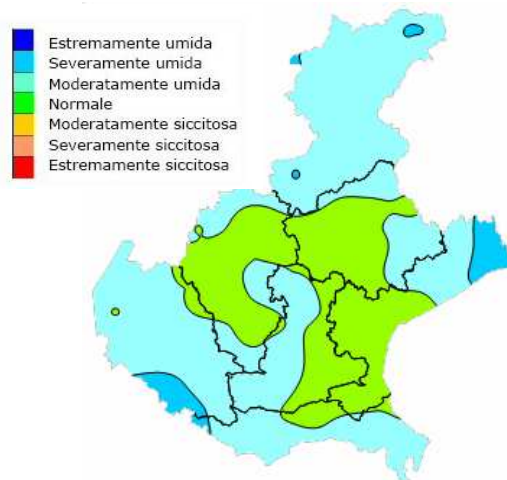 Estremamente umida
Severamente umida
Moderatamente umida
Normale
Moderatamente siccitosa
Severamente siccitosa
Estremamente siccitosa